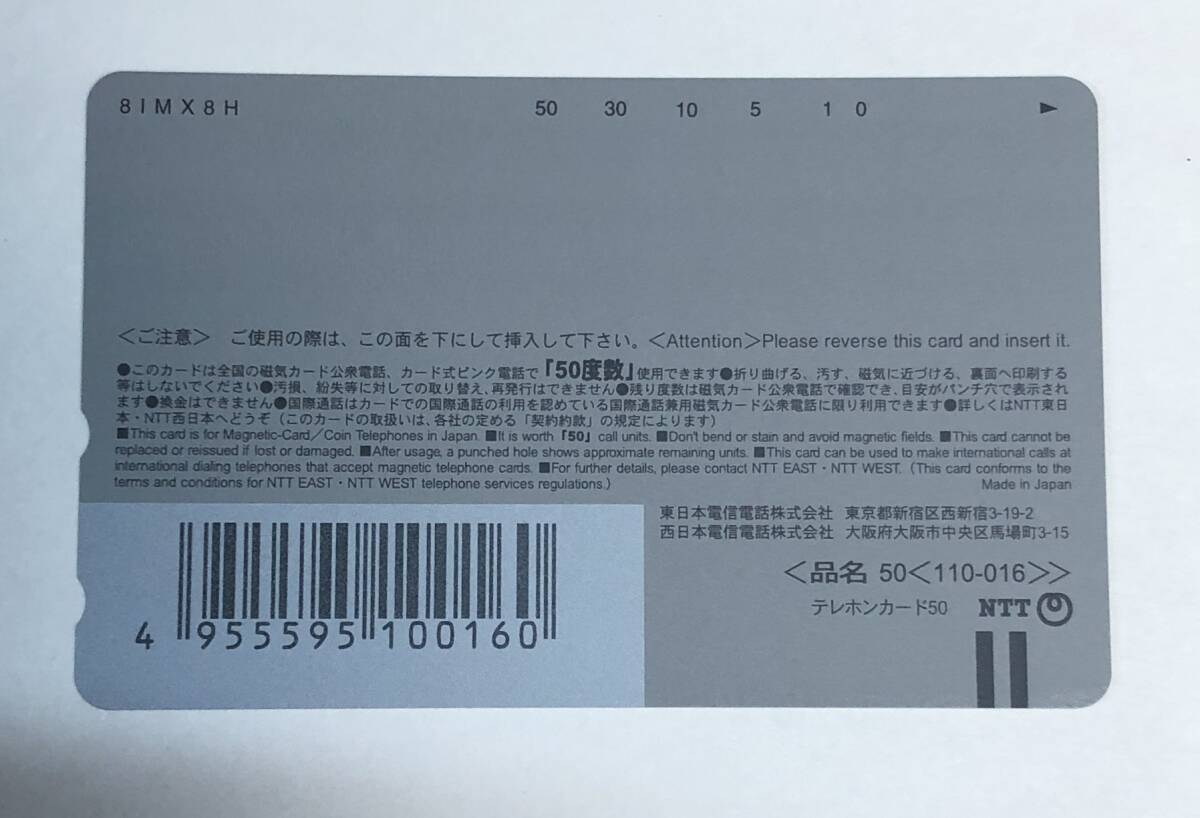 8IMX8H 50 30 10 5 1 0 ►
＜ご注意＞ ご使用の際は、この面を下にして挿入して下さい。＜Attention＞Please reverse this card and insert it.
●このカードは全国の磁気カード公衆電話、カード式ピンク電話で「50度数」使用できます●折り曲げる、汚す、磁気に近づける、裏面へ印刷する
等はしないでください●汚損、紛失等に対しての取り替え、再発行はできません●残り度数は磁気カード公衆電話で確認でき、目安がパンチ穴で表示され
ます●換金はできません●国際通話はカードでの国際通話の利用を認めている国際通話兼用磁気カード公衆電話に限り利用できます●詳しくはNTT東日
本・NTT西日本へどうぞ（このカードの取扱いは、各社の定める「契約約款」の規定によります）
■This card is for Magnetic-Card／Coin Telephones in Japan. ■It is worth「50」call units. ■Don't bend or stain and avoid magnetic fields. ■This card cannot be
replaced or reissued if lost or damaged. ■After usage, a punched hole shows approximate remaining units. ■This card can be used to make international calls at
international dialing telephones that accept magnetic telephone cards. ■For further details, please contact NTT EAST・NTT WEST.（This card conforms to the
terms and conditions for NTT EAST・NTT WEST telephone services regulations.） Made in Japan
東日本電信電話株式会社 東京都新宿区西新宿3-19-2
西日本電信電話株式会社 大阪府大阪市中央区馬場町3-15
＜品名 50＜110-016＞＞
テレホンカード50 NTT
4 955595 100160